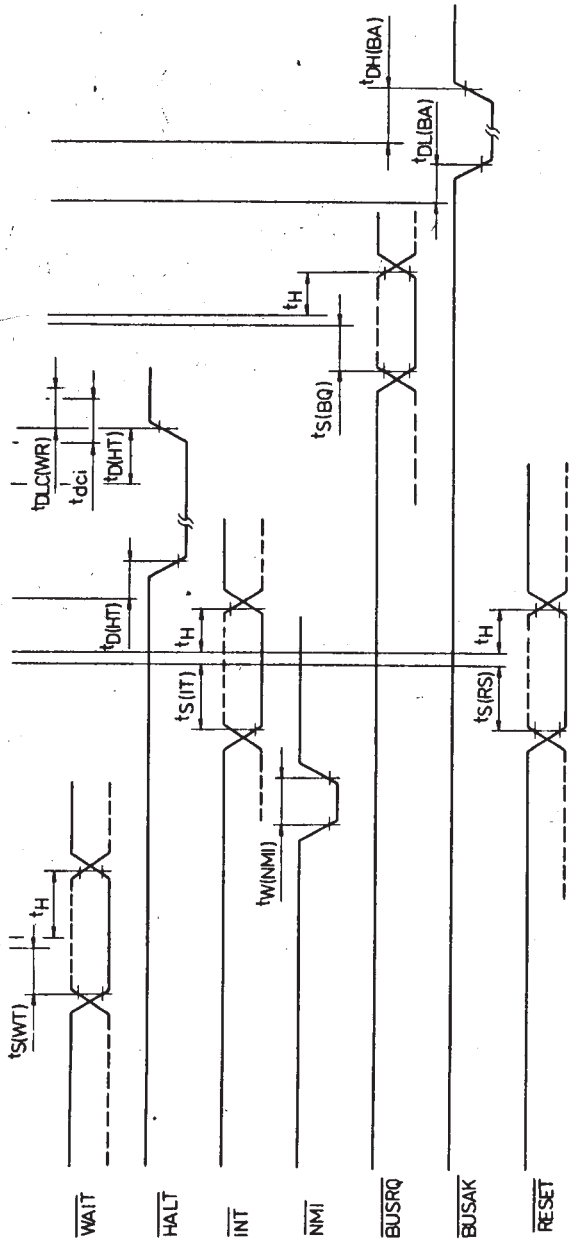 tDLC(WR)
tdci
tS(WT)
tH
WAIT
tD(HT)
tD(HT)
HALT
tS(IT)
tH
INT
tW(NMI)
NMI
tS(BQ)
tH
BUSRQ
tDL(BA)
tDH(BA)
BUSAK
tS(RS)
tH
RESET